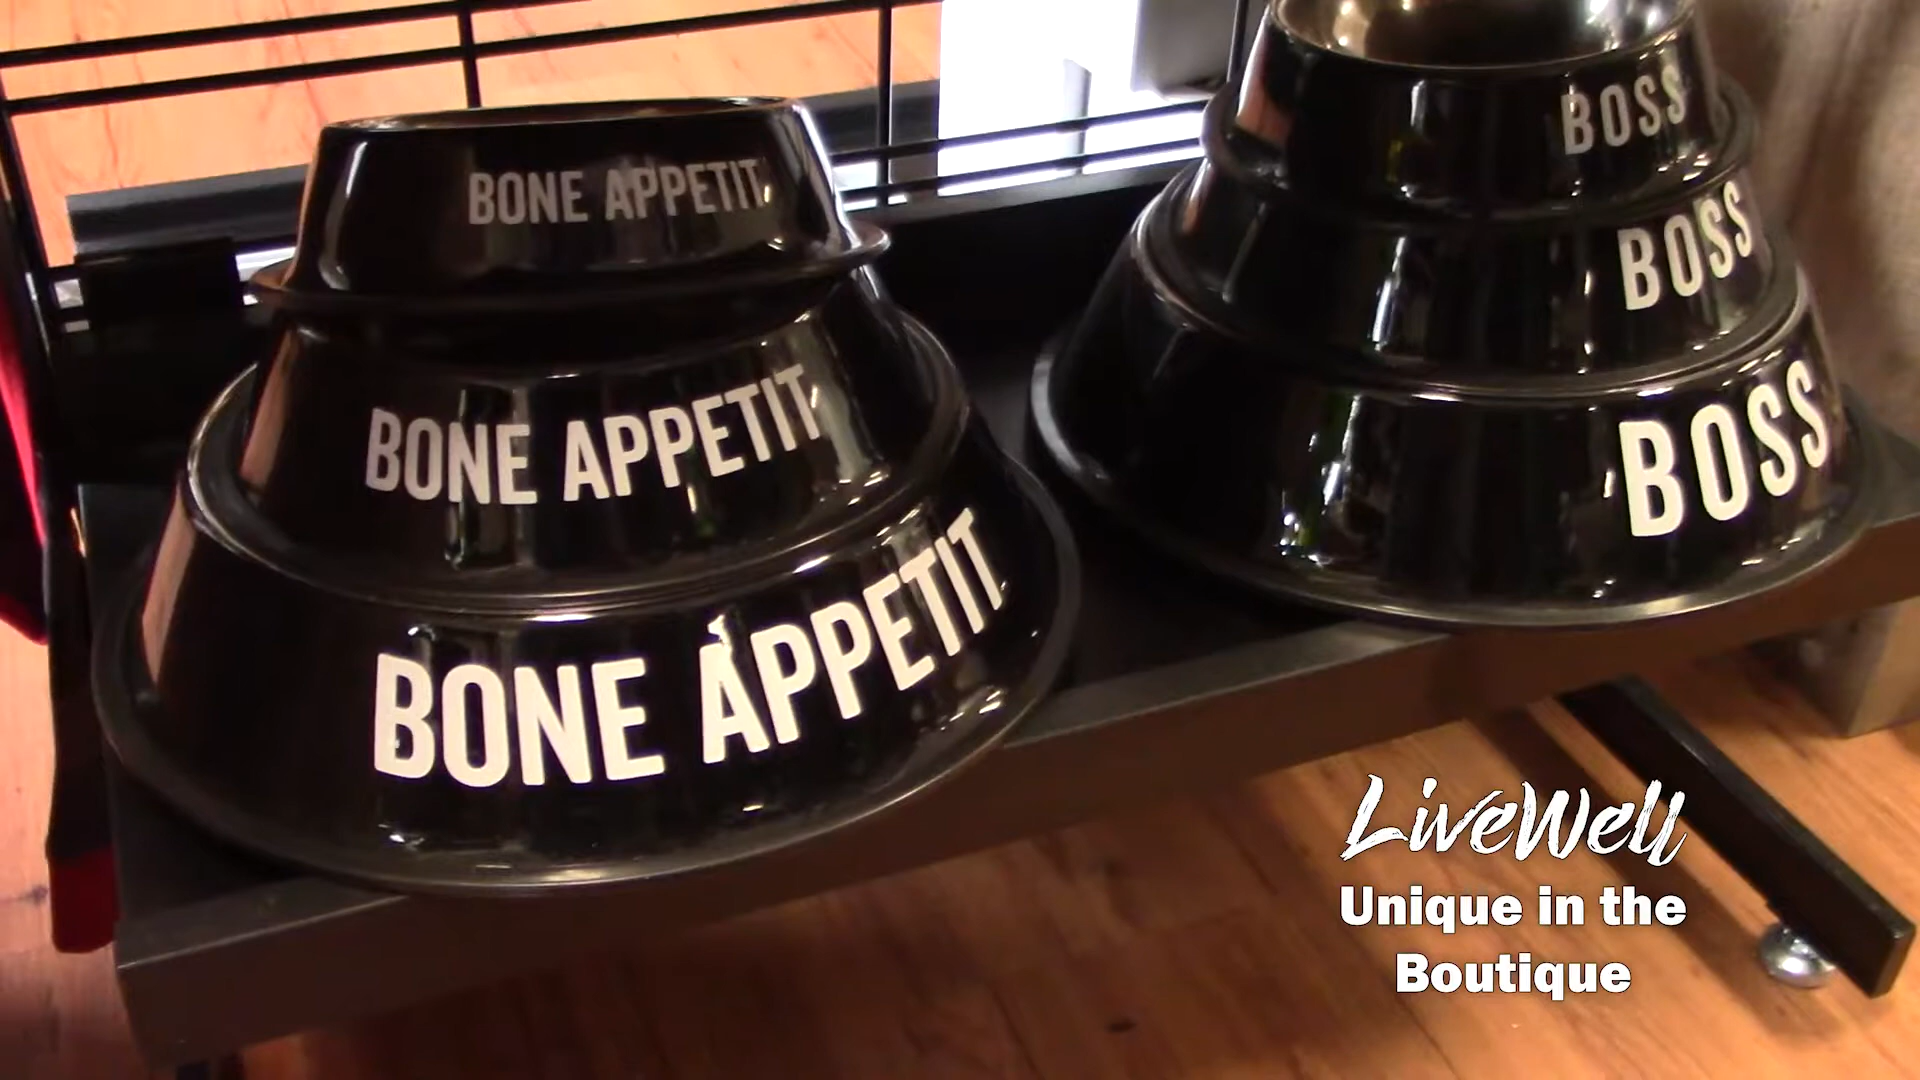 BONE APPETIT
BONE APPETIT
BONE APPETIT
BOSS
BOSS
BOSS
LiveWell
Unique in the
Boutique